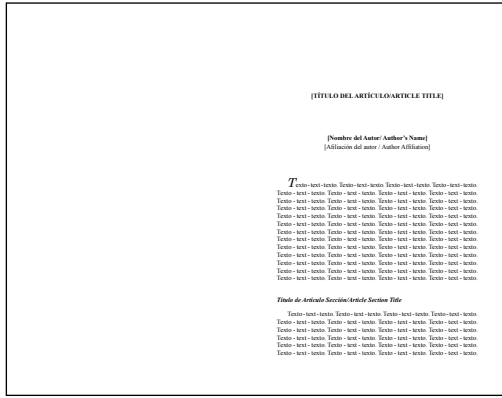 [TÍTULO DEL ARTÍCULO/ARTICLE TITLE]
[Nombre del Autor/ Author's Name]
[Afiliación del autor / Author Affiliation]
Texto - text - texto. Texto - text - texto. Texto - text - texto. Texto - text - texto.
Texto - text - texto. Texto - text - texto. Texto - text - texto. Texto - text - texto.
Texto - text - texto. Texto - text - texto. Texto - text - texto. Texto - text - texto.
Texto - text - texto. Texto - text - texto. Texto - text - texto. Texto - text - texto.
Texto - text - texto. Texto - text - texto. Texto - text - texto. Texto - text - texto.
Texto - text - texto. Texto - text - texto. Texto - text - texto. Texto - text - texto.
Texto - text - texto. Texto - text - texto. Texto - text - texto. Texto - text - texto.
Texto - text - texto. Texto - text - texto. Texto - text - texto. Texto - text - texto.
Texto - text - texto. Texto - text - texto. Texto - text - texto. Texto - text - texto.
Texto - text - texto. Texto - text - texto. Texto - text - texto. Texto - text - texto.
Texto - text - texto. Texto - text - texto. Texto - text - texto. Texto - text - texto.
Texto - text - texto. Texto - text - texto. Texto - text - texto. Texto - text - texto.
Texto - text - texto. Texto - text - texto. Texto - text - texto. Texto - text - texto.
Título de Artículo Sección/Article Section Title
Texto - text - texto. Texto - text - texto. Texto - text - texto. Texto - text - texto.
Texto - text - texto. Texto - text - texto. Texto - text - texto. Texto - text - texto.
Texto - text - texto. Texto - text - texto. Texto - text - texto. Texto - text - texto.
Texto - text - texto. Texto - text - texto. Texto - text - texto. Texto - text - texto.
Texto - text - texto. Texto - text - texto. Texto - text - texto. Texto - text - texto.
Texto - text - texto. Texto - text - texto. Texto - text - texto. Texto - text - texto.